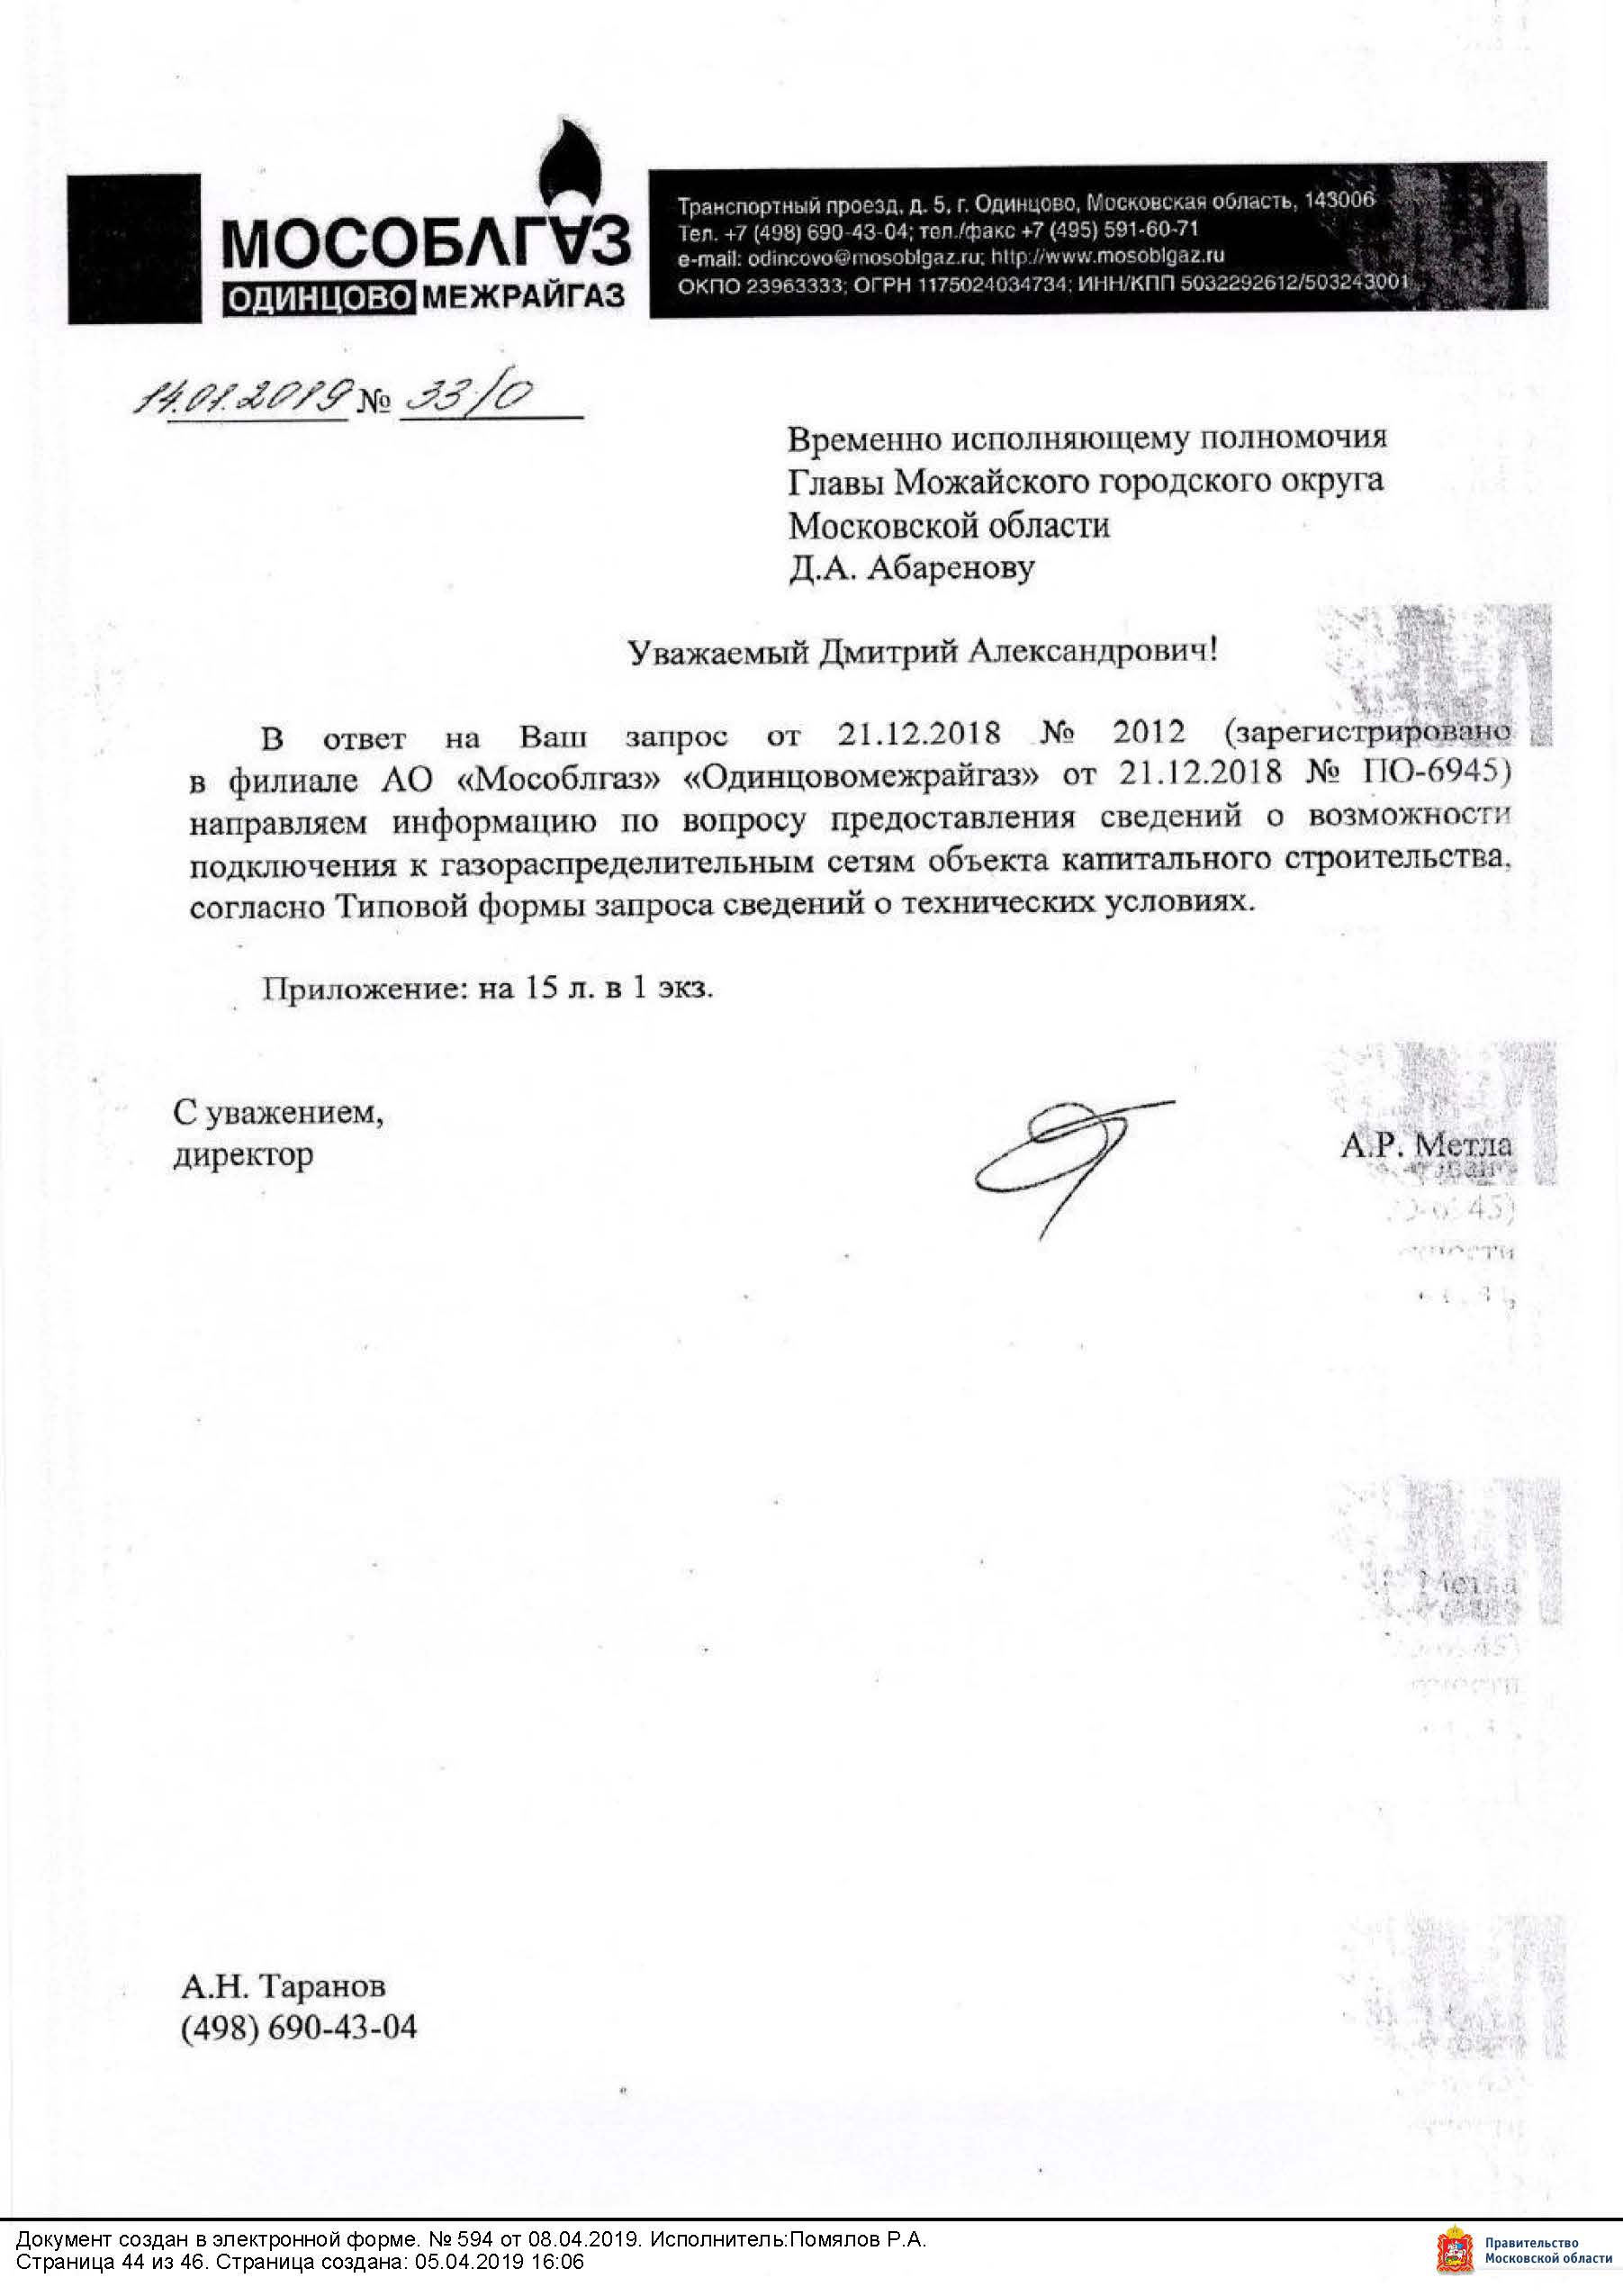 МОСОБЛГАЗ
ОДИНЦОВО МЕЖРАЙГАЗ
Транспортный проезд, д. 5, г. Одинцово, Московская область, 143006
Тел. +7 (498) 690-43-04; тел./факс +7 (495) 591-60-71
e-mail: odincovo@mosoblgaz.ru; http://www.mosoblgaz.ru
ОКПО 23963333; ОГРН 1175024034734; ИНН/КПП 5032292612/503243001
14.01.2019 № 33/О
Временно исполняющему полномочия
Главы Можайского городского округа
Московской области
Д.А. Абаренову
Уважаемый Дмитрий Александрович!
В ответ на Ваш запрос от 21.12.2018 № 2012 (зарегистрировано
в филиале АО «Мособлгаз» «Одинцовомежрайгаз» от 21.12.2018 № ПО-6945)
направляем информацию по вопросу предоставления сведений о возможности
подключения к газораспределительным сетям объекта капитального строительства,
согласно Типовой формы запроса сведений о технических условиях.
Приложение: на 15 л. в 1 экз.
С уважением,
директор
А.Р. Метла
А.Н. Таранов
(498) 690-43-04
Документ создан в электронной форме. № 594 от 08.04.2019. Исполнитель:Помялов Р.А.
Страница 44 из 46. Страница создана: 05.04.2019 16:06
Правительство
Московской области